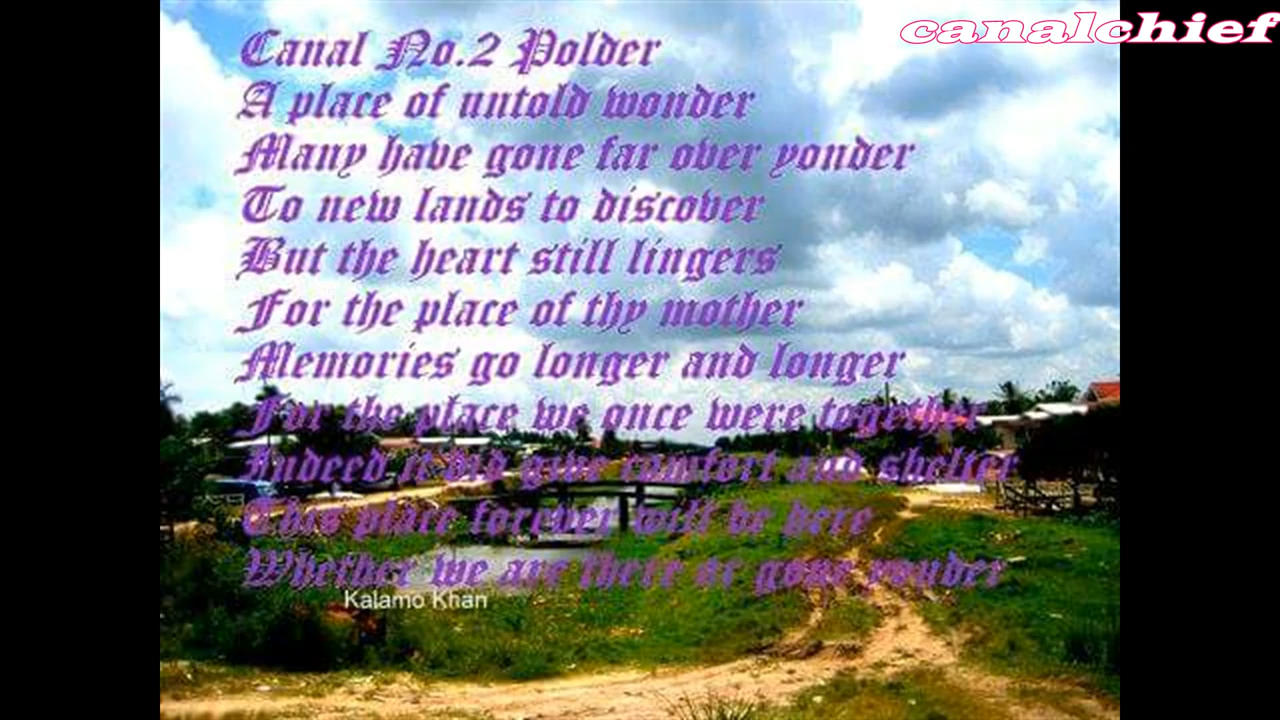 canalchief
Canal No.2 Polder
A place of untold wonder
Many have gone far over yonder
To new lands to discover
But the heart still lingers
For the place of thy mother
Memories go longer and longer
For the place we once were together
Indeed it did give comfort and shelter
This place forever will be here
Whether we are there or gone yonder
Kalamo Khan